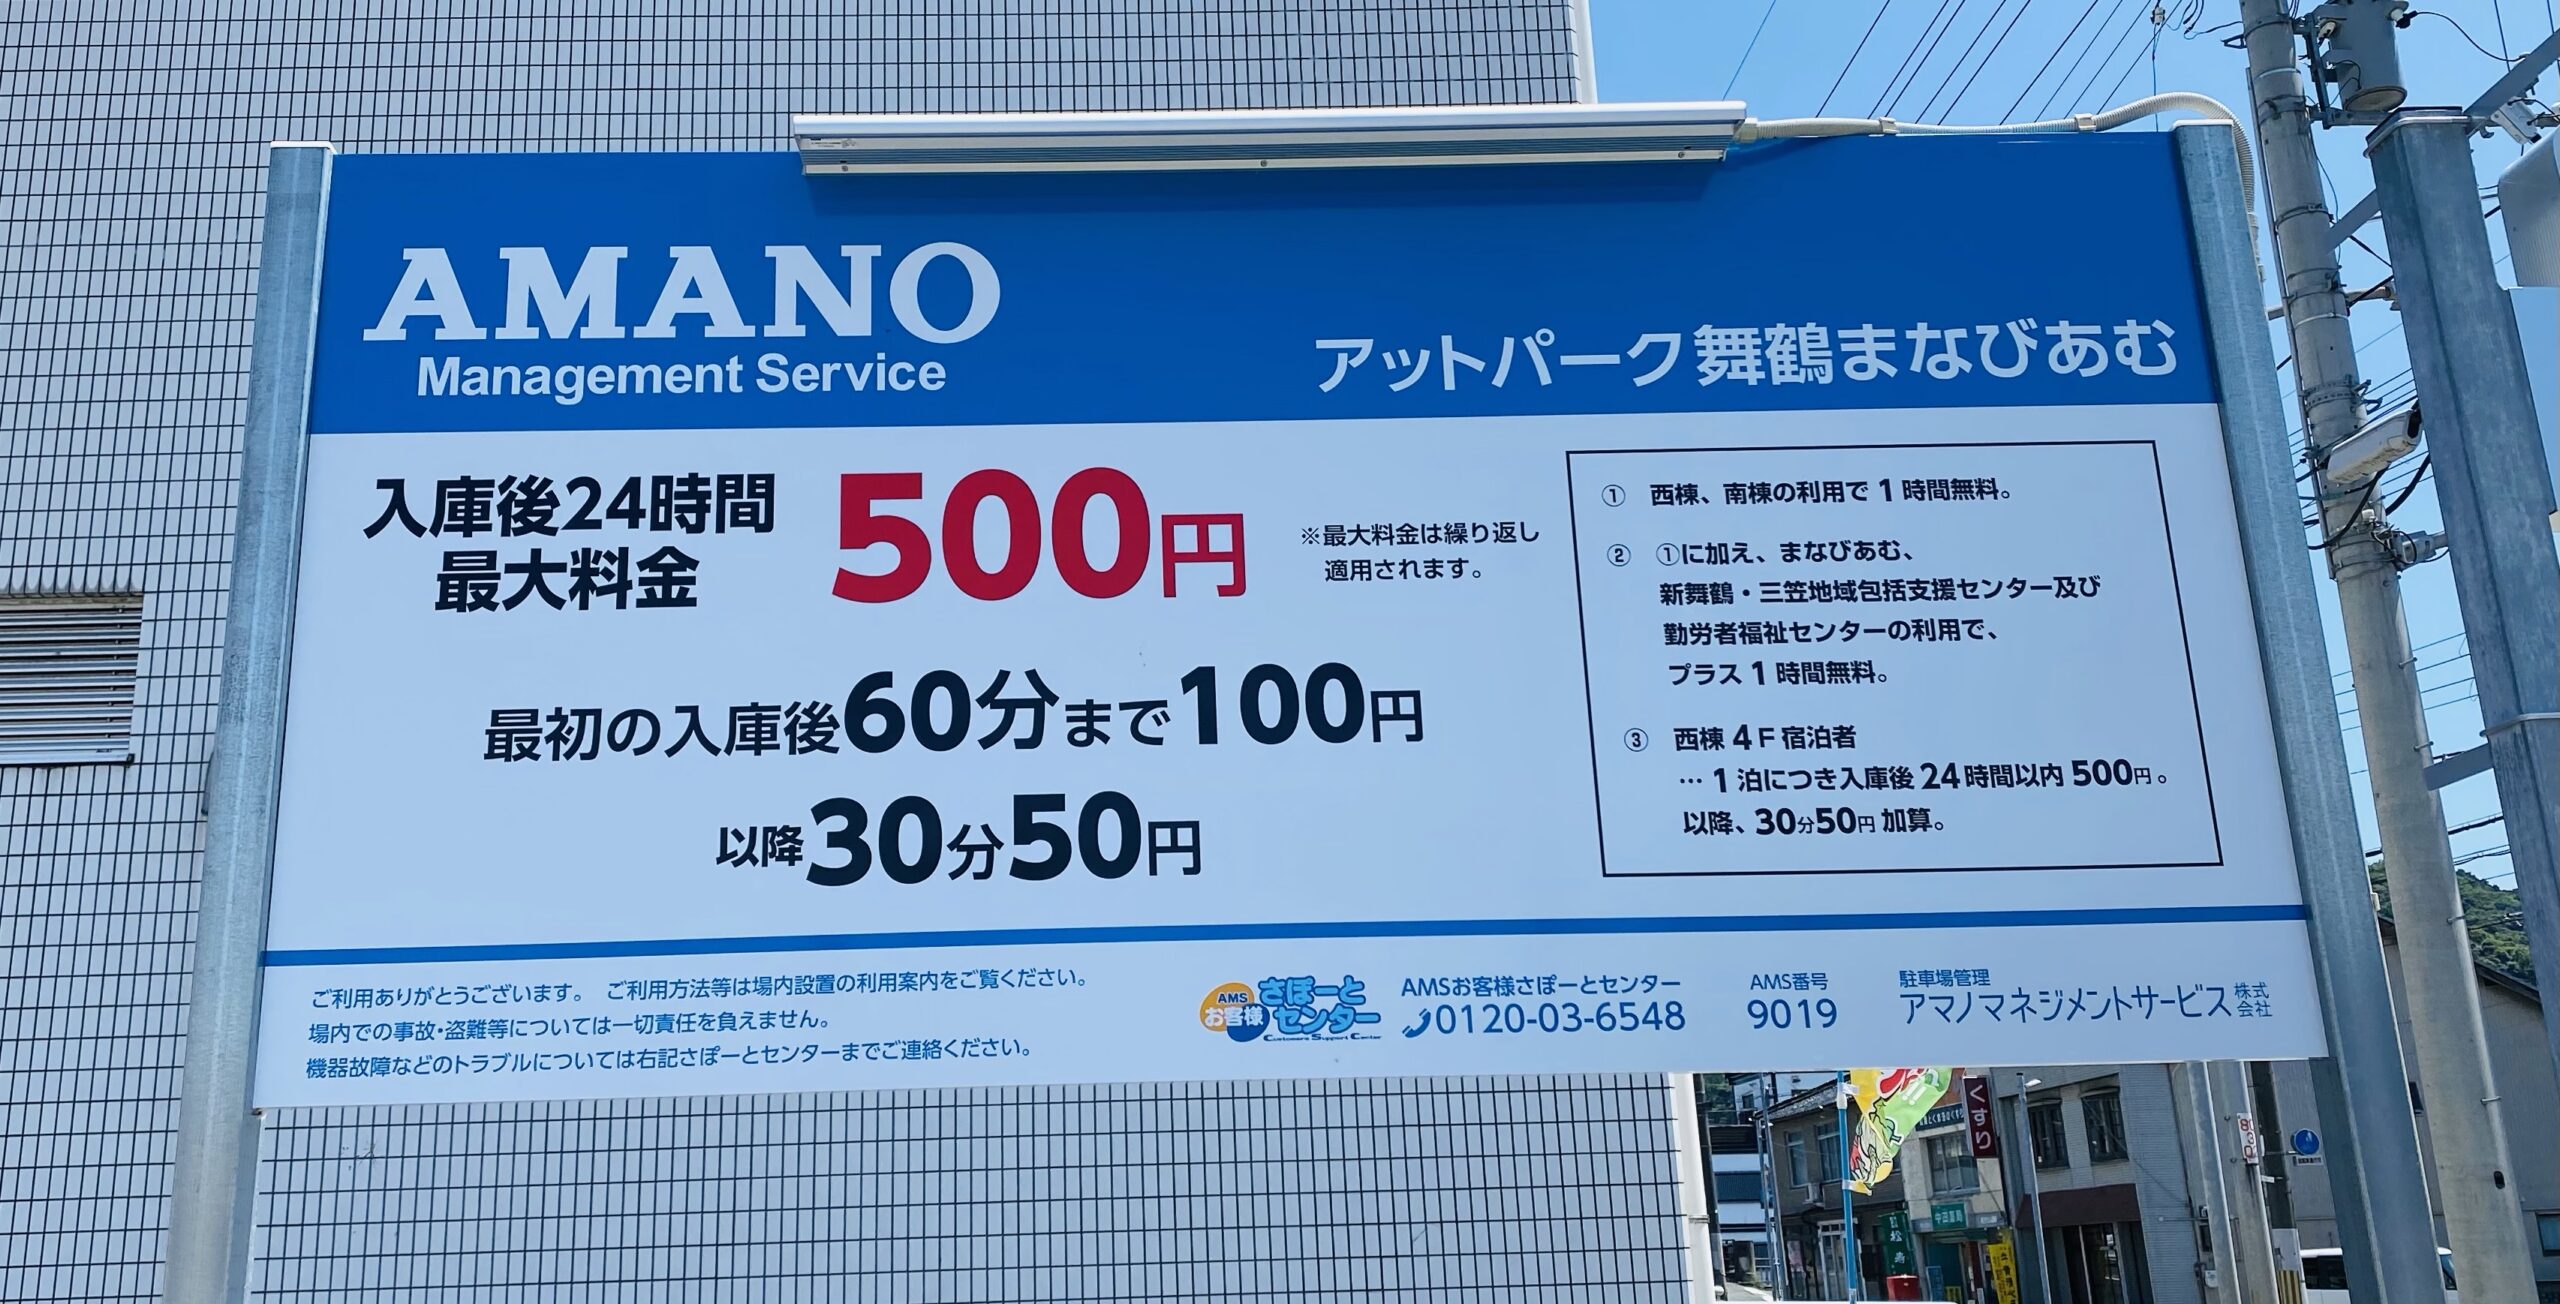 AMANO
Management Service
アットパーク舞鶴まなびあむ
入庫後24時間
最大料金
500円
※最大料金は繰り返し
適用されます。
最初の入庫後60分まで100円
以降30分50円
① 西棟、南棟の利用で1時間無料。
② ①に加え、まなびあむ、
新舞鶴・三笠地域包括支援センター及び
勤労者福祉センターの利用で、
プラス1時間無料。
③ 西棟4F宿泊者
…1泊につき入庫後24時間以内500円。
以降、30分50円加算。
ご利用ありがとうございます。 ご利用方法等は場内設置の利用案内をご覧ください。
場内での事故・盗難等については一切責任を負えません。
機器故障などのトラブルについては右記さぽーとセンターまでご連絡ください。
AMS
お客様
さぽーと
センター
Customers Support Center
AMSお客様さぽーとセンター
0120-03-6548
AMS番号
9019
駐車場管理
アマノマネジメントサービス株式会社
くすり